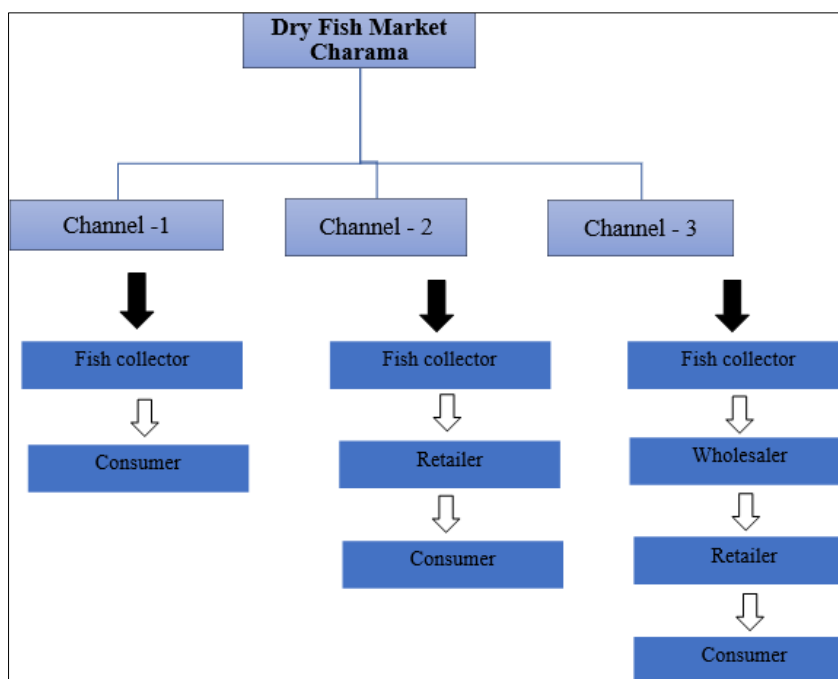 Dry Fish Market
Charama
Channel -1
Channel - 2
Channel - 3
Fish collector
Consumer
Fish collector
Retailer
Consumer
Fish collector
Wholesaler
Retailer
Consumer